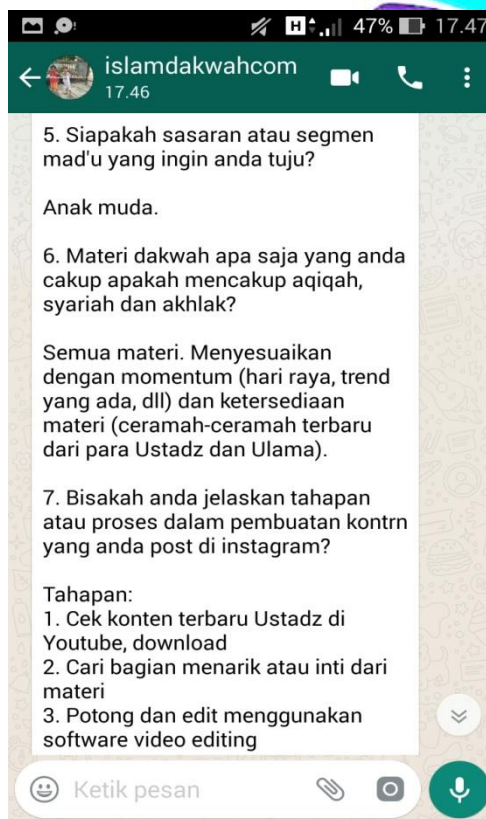 H 47% 17.47
islamdakwahcom
17.46
5. Siapakah sasaran atau segmen
mad'u yang ingin anda tuju?
Anak muda.
6. Materi dakwah apa saja yang anda
cakup apakah mencakup aqiqah,
syariah dan akhlak?
Semua materi. Menyesuaikan
dengan momentum (hari raya, trend
yang ada, dll) dan ketersediaan
materi (ceramah-ceramah terbaru
dari para Ustadz dan Ulama).
7. Bisakah anda jelaskan tahapan
atau proses dalam pembuatan kontrn
yang anda post di instagram?
Tahapan:
1. Cek konten terbaru Ustadz di
Youtube, download
2. Cari bagian menarik atau inti dari
materi
3. Potong dan edit menggunakan
software video editing
Ketik pesan